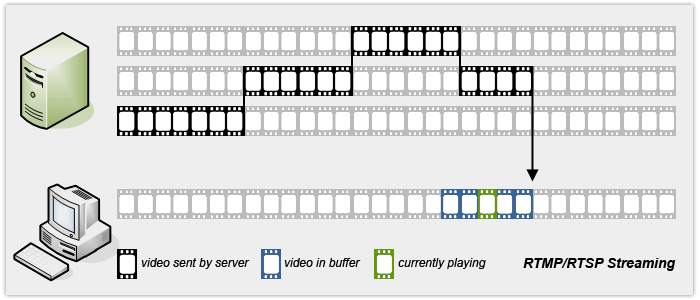 video sent by server
video in buffer
currently playing
RTMP/RTSP Streaming